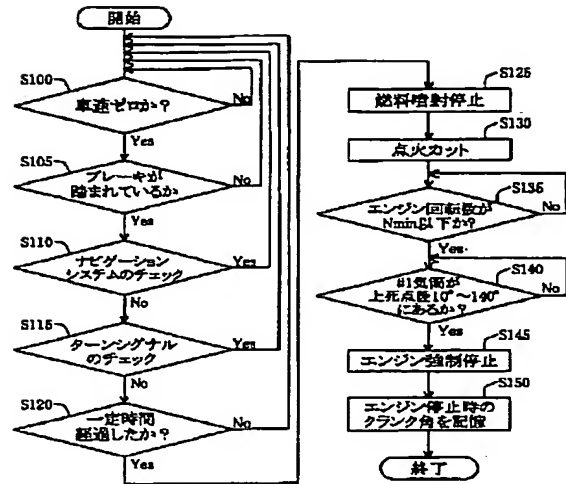 開始
S100
車速ゼロか?
No
Yes
S105
ブレーキが
踏まれているか
No
Yes
S110
ナビゲーション
システムのチェック
Yes
No
S115
ターンシグナル
のチェック
Yes
No
S120
一定時間
経過したか?
No
Yes
S125
燃料噴射停止
S130
点火カット
S135
エンジン回転数が
Nmin以下か?
No
Yes.
S140
#1気筒が
上死点後10°~140°
にあるか?
No
Yes
S145
エンジン強制停止
S150
エンジン停止時の
クランク角を記憶
終了